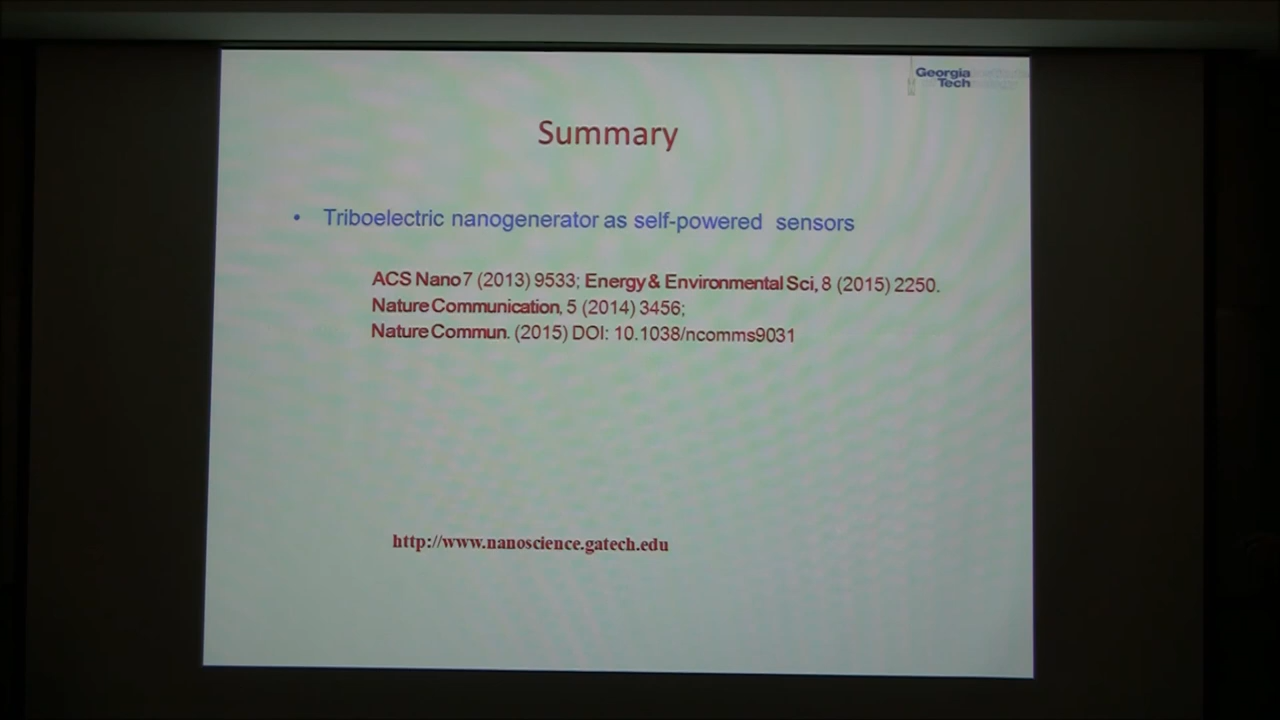 Georgia
Tech
Summary
• Triboelectric nanogenerator as self-powered sensors
ACS Nano 7 (2013) 9533; Energy & Environmental Sci, 8 (2015) 2250.
Nature Communication, 5 (2014) 3456;
Nature Commun. (2015) DOI: 10.1038/ncomms9031
http://www.nanoscience.gatech.edu